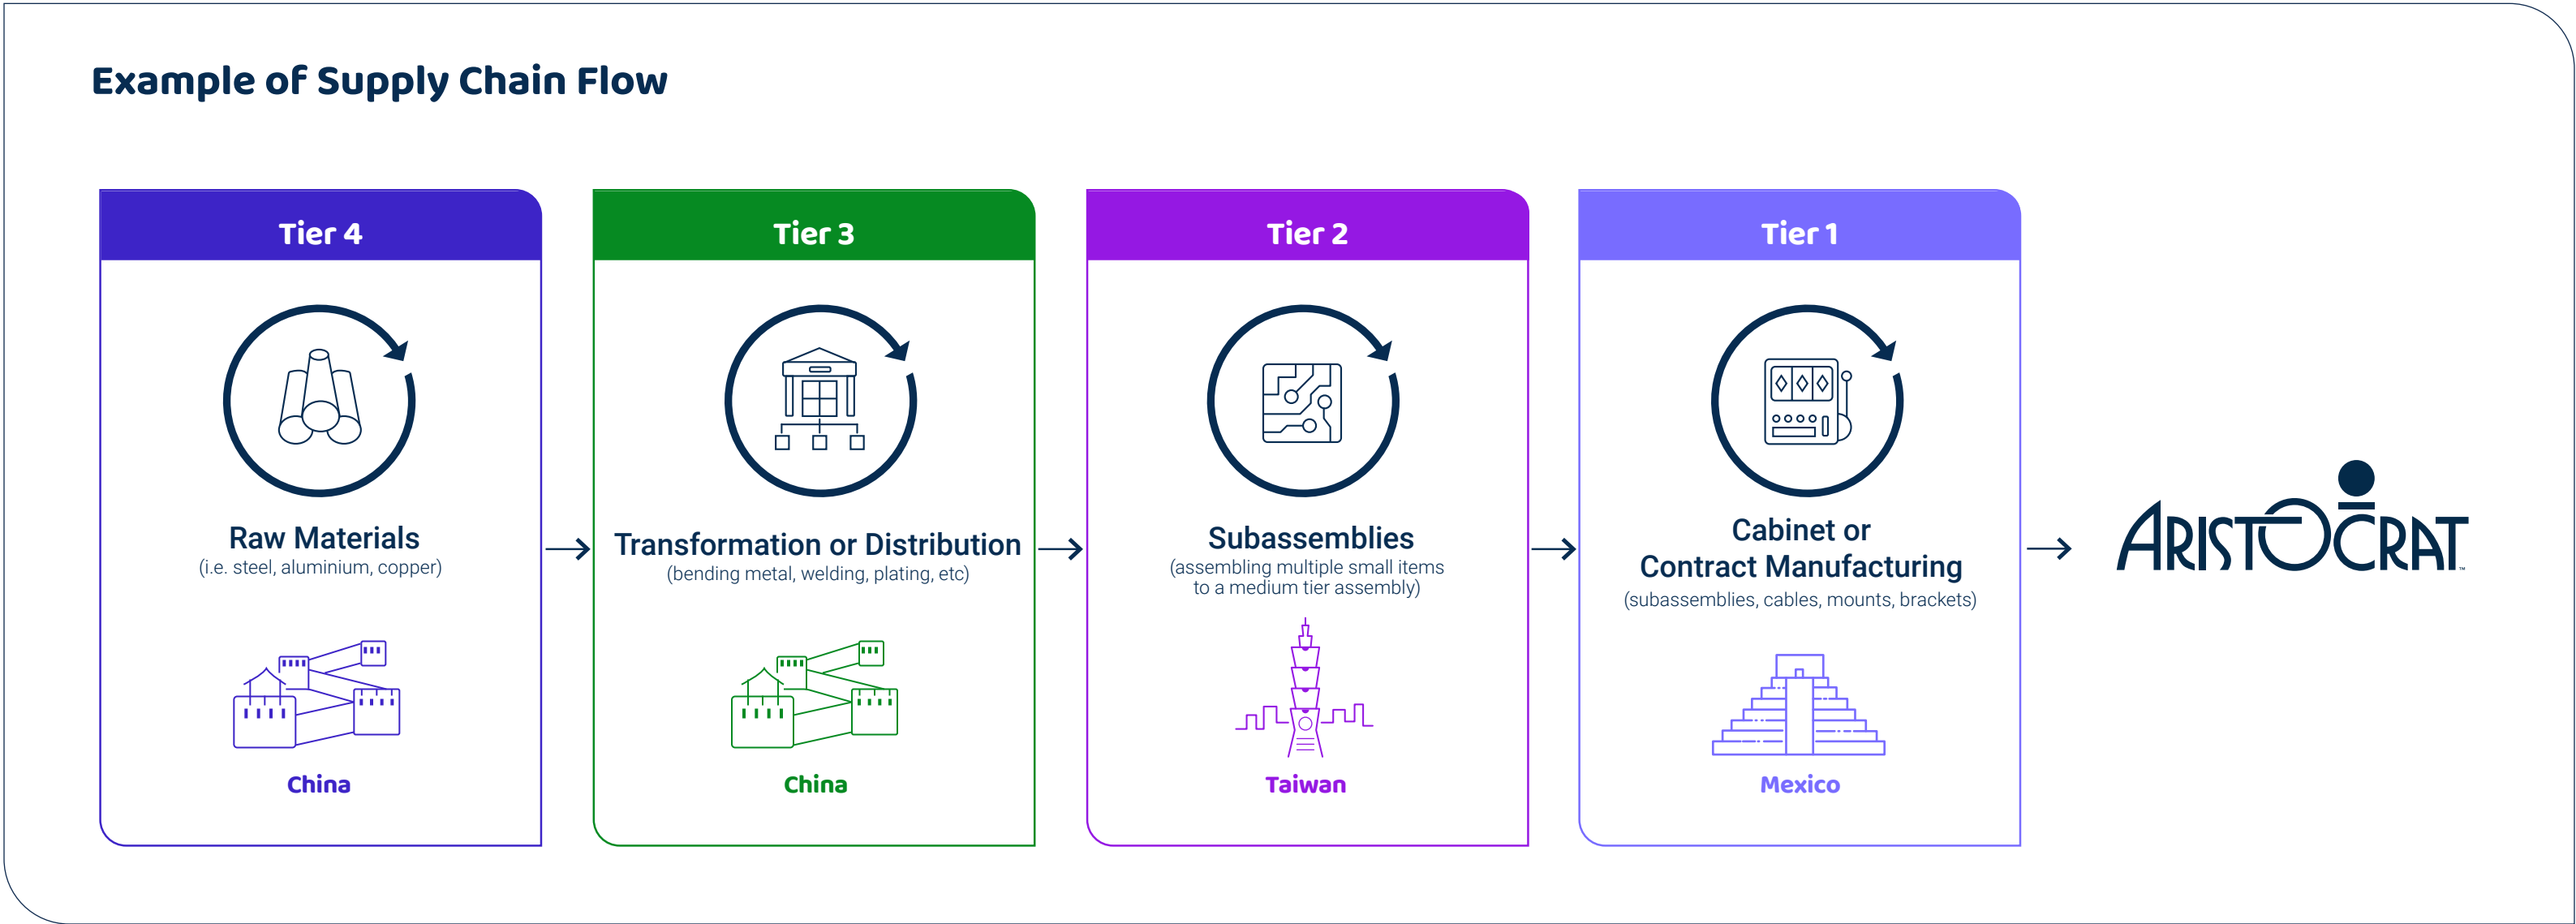 Example of Supply Chain Flow
Tier 4
Raw Materials
(i.e. steel, aluminium, copper)
China
Tier 3
Transformation or Distribution
(bending metal, welding, plating, etc)
China
Tier 2
Subassemblies
(assembling multiple small items
to a medium tier assembly)
Taiwan
Tier 1
Cabinet or
Contract Manufacturing
(subassemblies, cables, mounts, brackets)
Mexico
ARISTOCRAT™